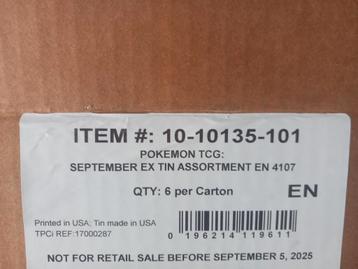 ITEM #: 10-10135-101
POKEMON TCG:
SEPTEMBER EX TIN ASSORTMENT EN 4107
QTY: 6 per Carton
EN
Printed in USA; Tin made in USA
TPCi REF:17000287
0 196214 119611
NOT FOR RETAIL SALE BEFORE SEPTEMBER 5, 2025